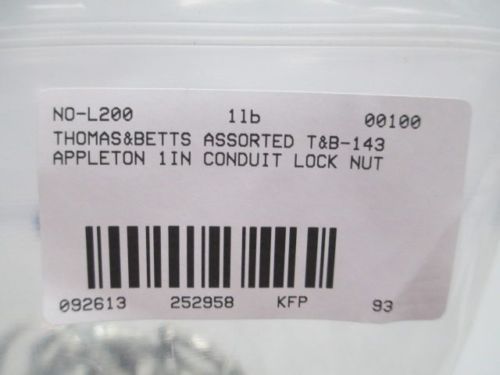 NO-L200 1lb 00100
THOMAS&BETTS ASSORTED T&B-143
APPLETON 1IN CONDUIT LOCK NUT
092613 252958 KFP 93